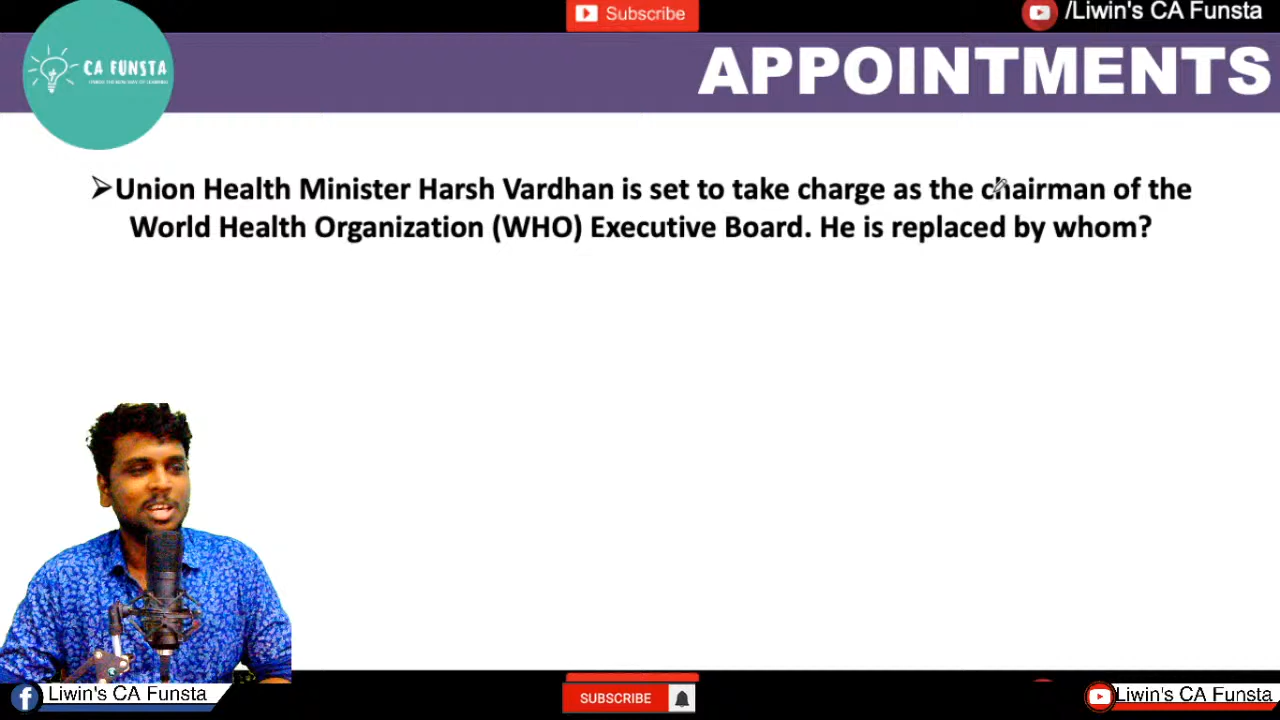 Subscribe
/Liwin's CA Funsta
CA FUNSTA
APPOINTMENTS
➢Union Health Minister Harsh Vardhan is set to take charge as the chairman of the
World Health Organization (WHO) Executive Board. He is replaced by whom?
Liwin's CA Funsta
SUBSCRIBE
Liwin's CA Funsta